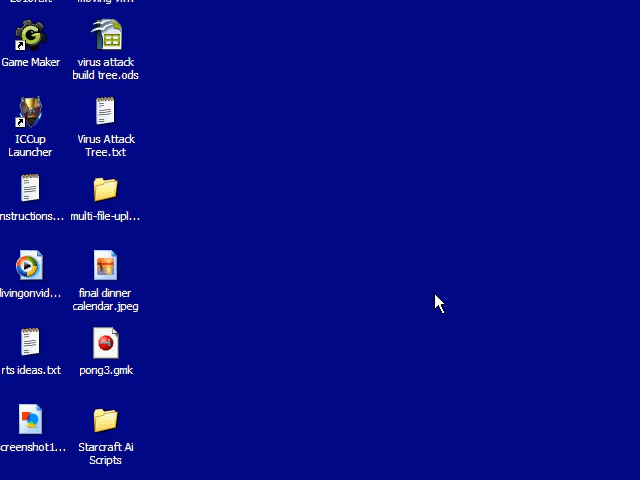 Game Maker
virus attack
build tree.ods
ICCup
Launcher
Virus Attack
Tree.txt
nstructions...
multi-file-upl...
livingonvid...
final dinner
calendar.jpeg
rts ideas.txt
pong3.gmk
creenshot1...
Starcraft Ai
Scripts